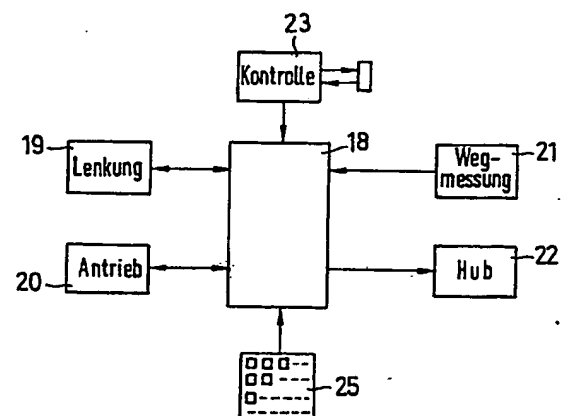 23
Kontrolle
19
Lenkung
18
Weg-
messung
21
20
Antrieb
Hub
22
25